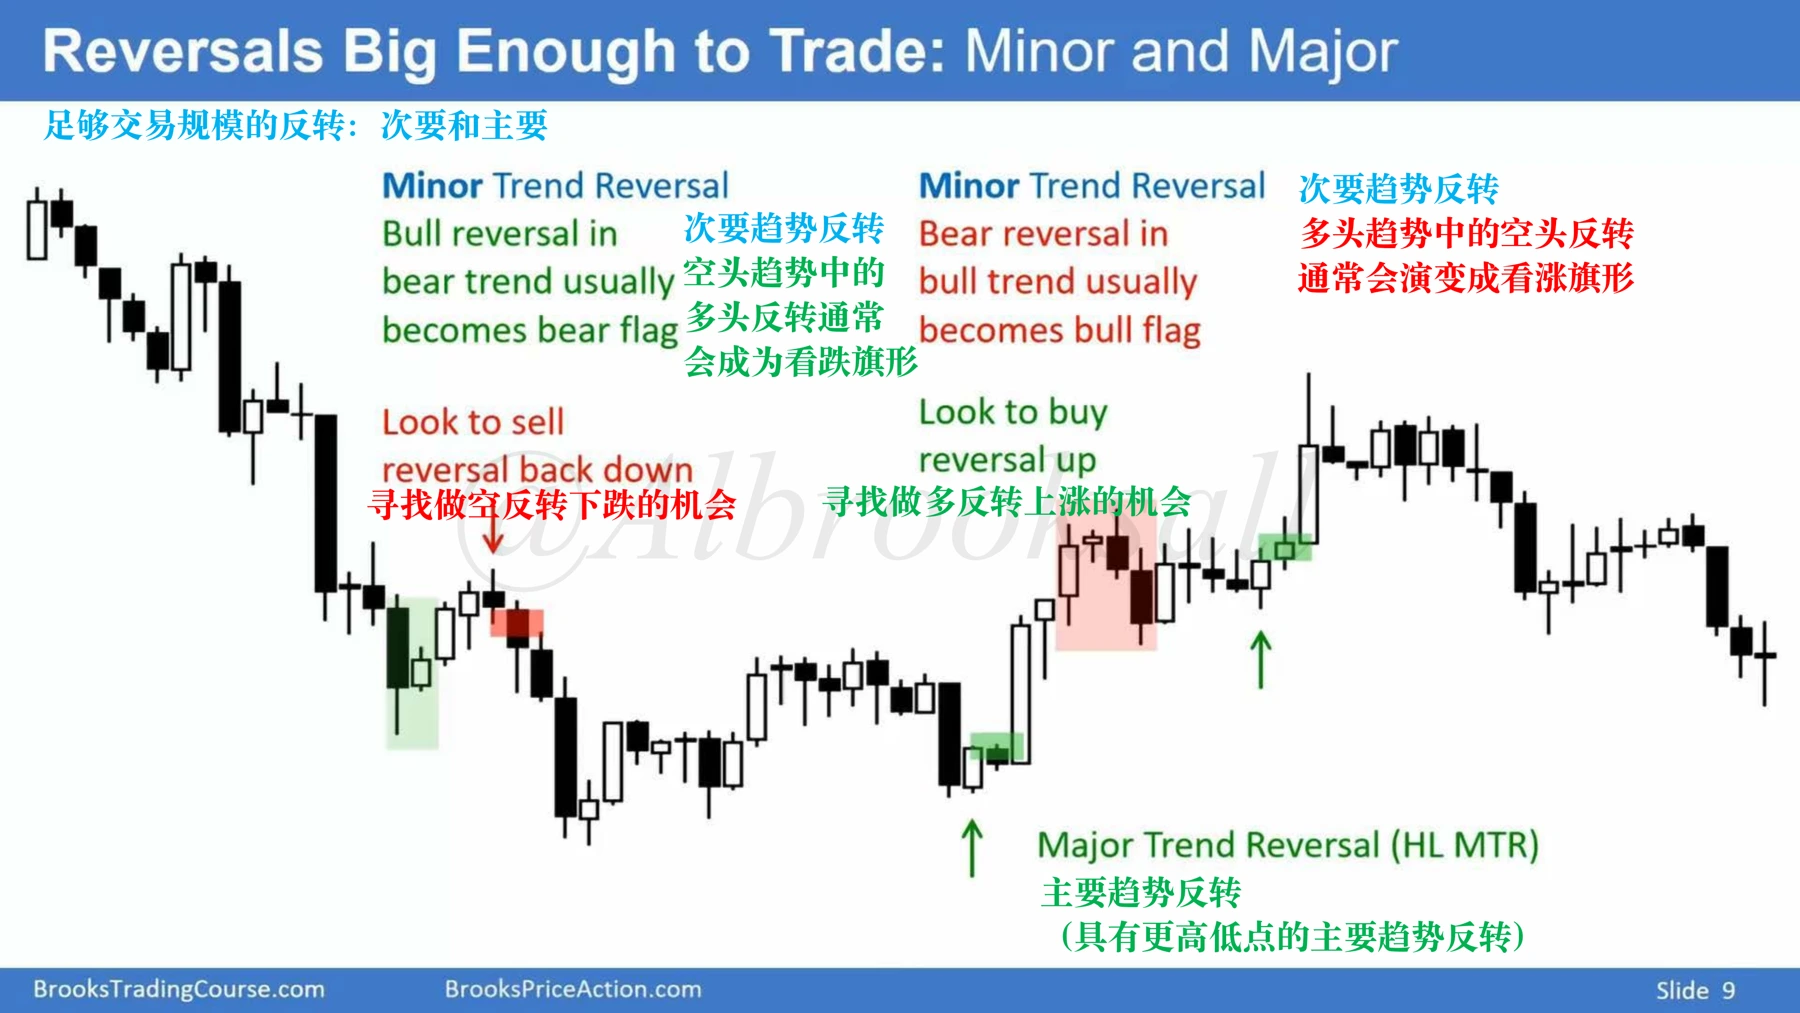 Reversals Big Enough to Trade: Minor and Major
足够交易规模的反转：次要和主要
Minor Trend Reversal
Bull reversal in
bear trend usually
becomes bear flag
次要趋势反转
空头趋势中的
多头反转通常
会成为看跌旗形
Look to sell
reversal back down
寻找做空反转下跌的机会
Minor Trend Reversal
Bear reversal in
bull trend usually
becomes bull flag
次要趋势反转
多头趋势中的空头反转
通常会演变成看涨旗形
Look to buy
reversal up
寻找做多反转上涨的机会
@Albrooksall
Major Trend Reversal (HL MTR)
主要趋势反转
（具有更高低点的主要趋势反转）
BrooksTradingCourse.com
BrooksPriceAction.com
Slide 9